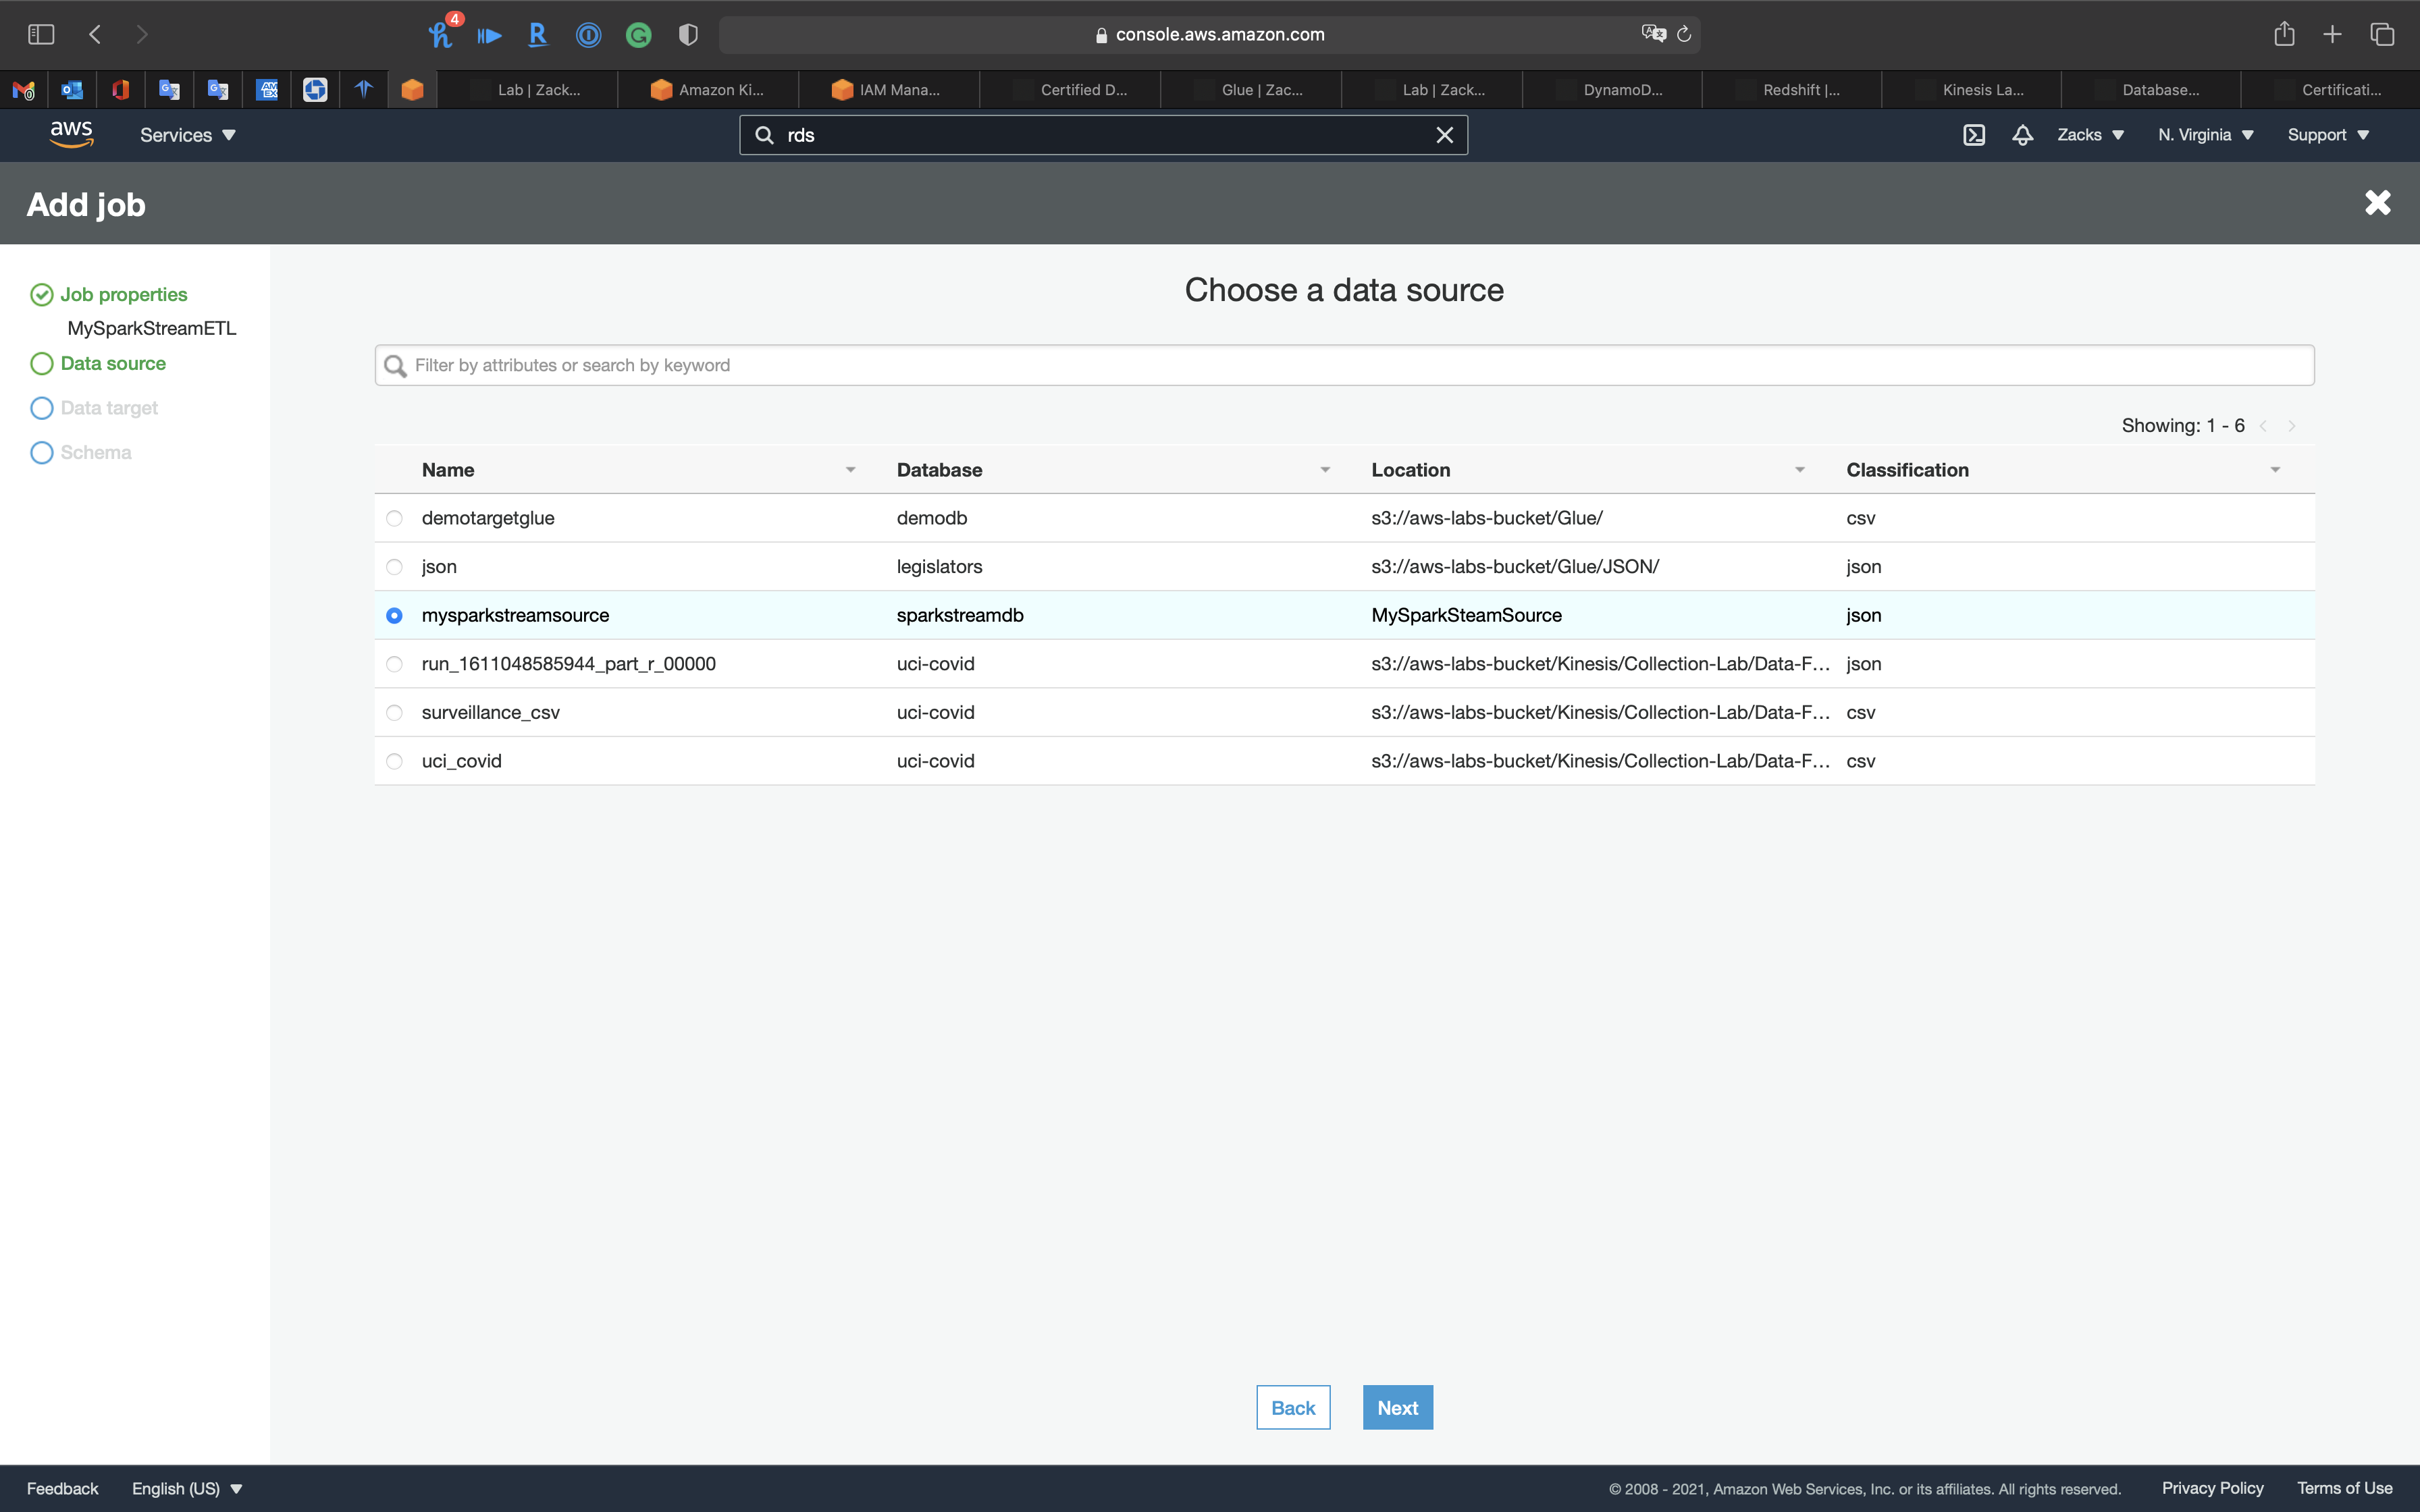 4
console.aws.amazon.com
Lab | Zack... Amazon Ki... IAM Mana... Certified D... Glue | Zac... Lab | Zack... DynamoD... Redshift |... Kinesis La... Database... Certificati...
aws Services rds Zacks N. Virginia Support
Add job
Job properties
MySparkStreamETL
Data source
Data target
Schema
Choose a data source
Filter by attributes or search by keyword
Showing: 1 - 6
Name Database Location Classification
demotargetglue demodb s3://aws-labs-bucket/Glue/ csv
json legislators s3://aws-labs-bucket/Glue/JSON/ json
mysparkstreamsource sparkstreamdb MySparkSteamSource json
run_1611048585944_part_r_00000 uci-covid s3://aws-labs-bucket/Kinesis/Collection-Lab/Data-F... json
surveillance_csv uci-covid s3://aws-labs-bucket/Kinesis/Collection-Lab/Data-F... csv
uci_covid uci-covid s3://aws-labs-bucket/Kinesis/Collection-Lab/Data-F... csv
Back Next
Feedback English (US) © 2008 - 2021, Amazon Web Services, Inc. or its affiliates. All rights reserved. Privacy Policy Terms of Use